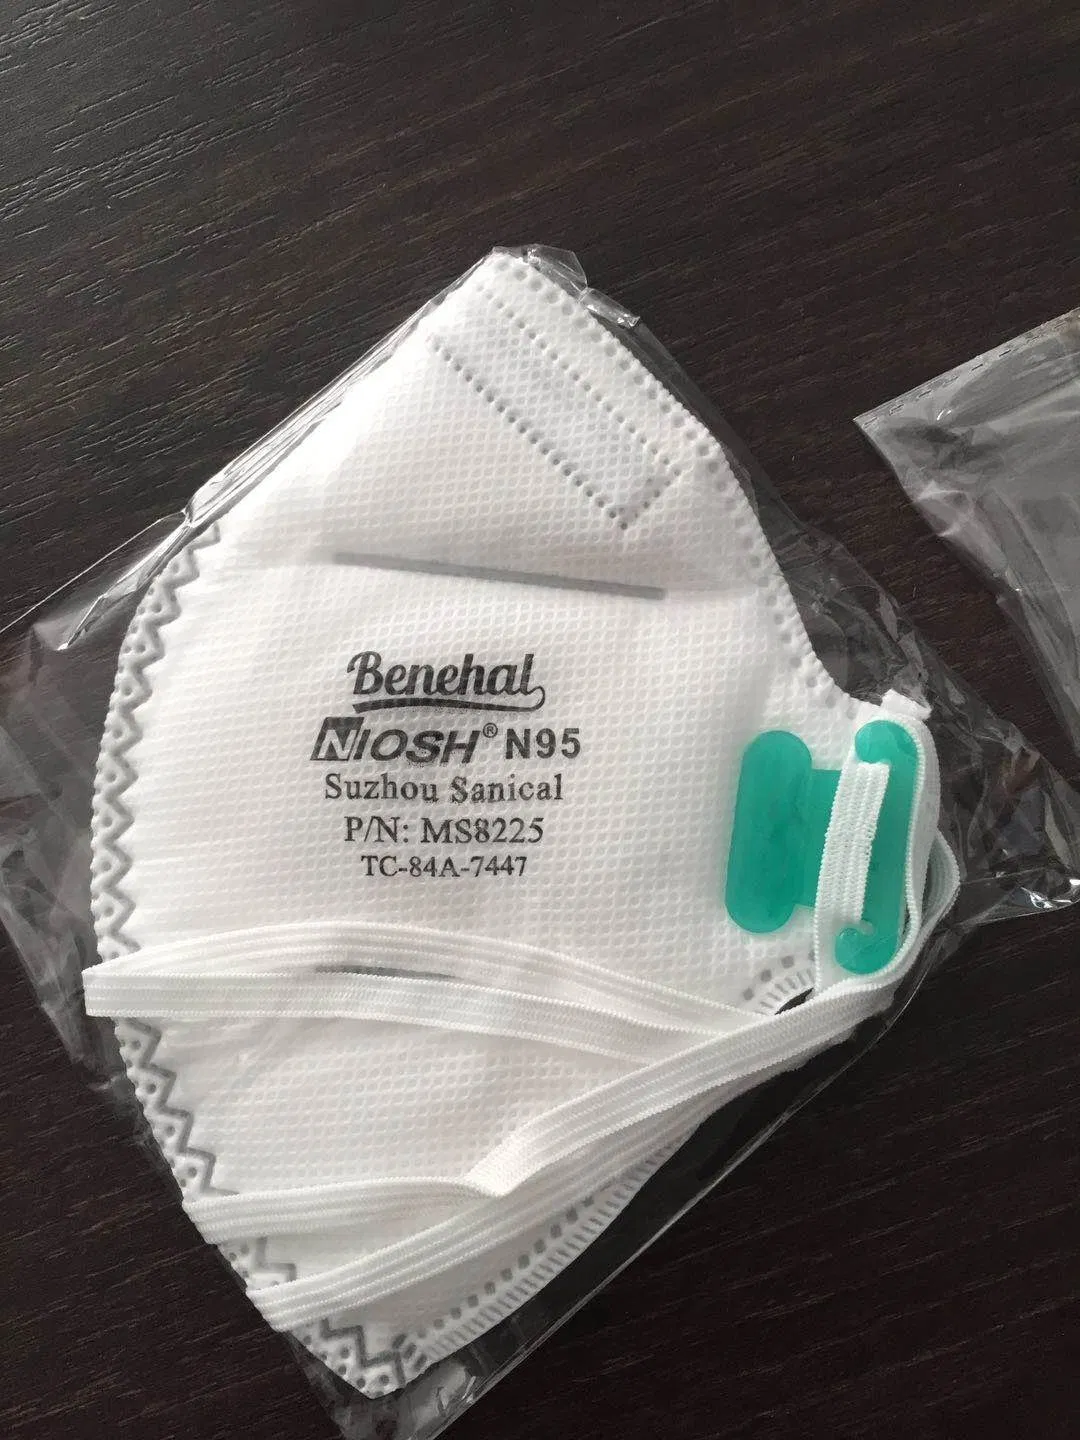 Benehal
NIOSH® N95
Suzhou Sanical
P/N: MS8225
TC-84A-7447